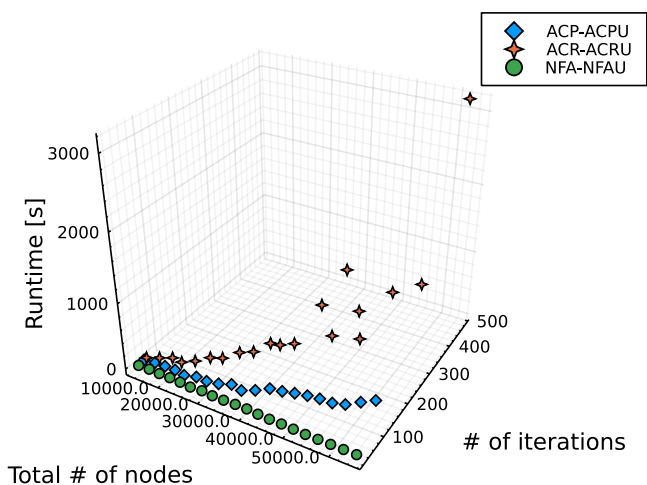 ACP-ACPU
ACR-ACRU
NFA-NFAU
Runtime [s]
3000
2000
1000
0
10000.0
20000.0
30000.0
40000.0
50000.0
Total # of nodes
500
400
300
200
100
# of iterations